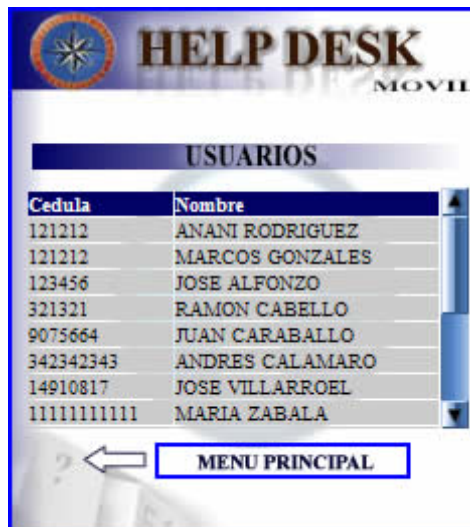 HELP DESK
MOVIL
USUARIOS
Cedula Nombre
121212 ANANI RODRIGUEZ
121212 MARCOS GONZALES
123456 JOSE ALFONZO
321321 RAMON CABELLO
9075664 JUAN CARABALLO
342342343 ANDRES CALAMARO
14910817 JOSE VILLARROEL
11111111111 MARIA ZABALA
?
MENU PRINCIPAL